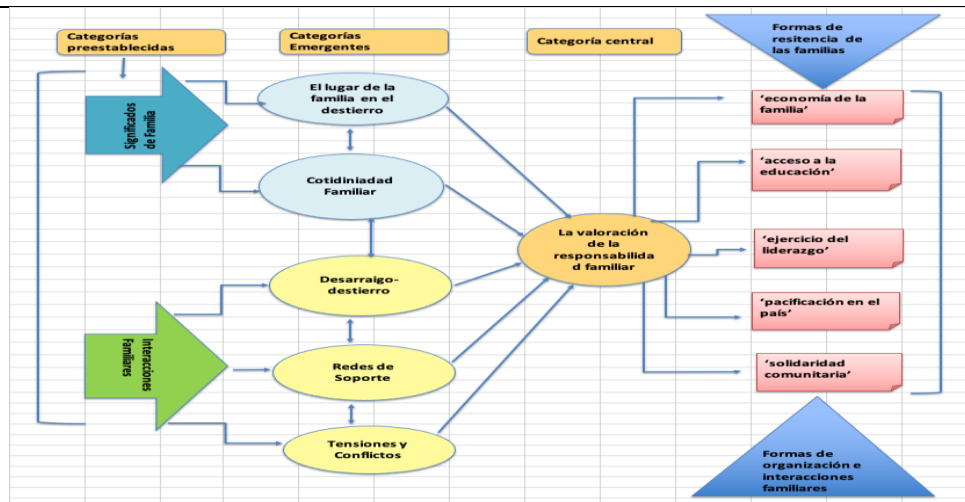 Categorías
preestablecidas
Categorías
Emergentes
Categoría central
Formas de
resitencia de
las familias
Significados
de Familia
El lugar de la
familia en el
destierro
Cotidiniadad
Familiar
Desarraigo-
destierro
Interacciones
Familiares
Redes de
Soporte
Tensiones y
Conflictos
La valoración
de la
responsabilida
d familiar
‘economía de la
familia’
‘acceso a la
educación’
‘ejercicio del
liderazgo’
‘pacificación en el
país’
‘solidaridad
comunitaria’
Formas de
organización e
interacciones
familiares